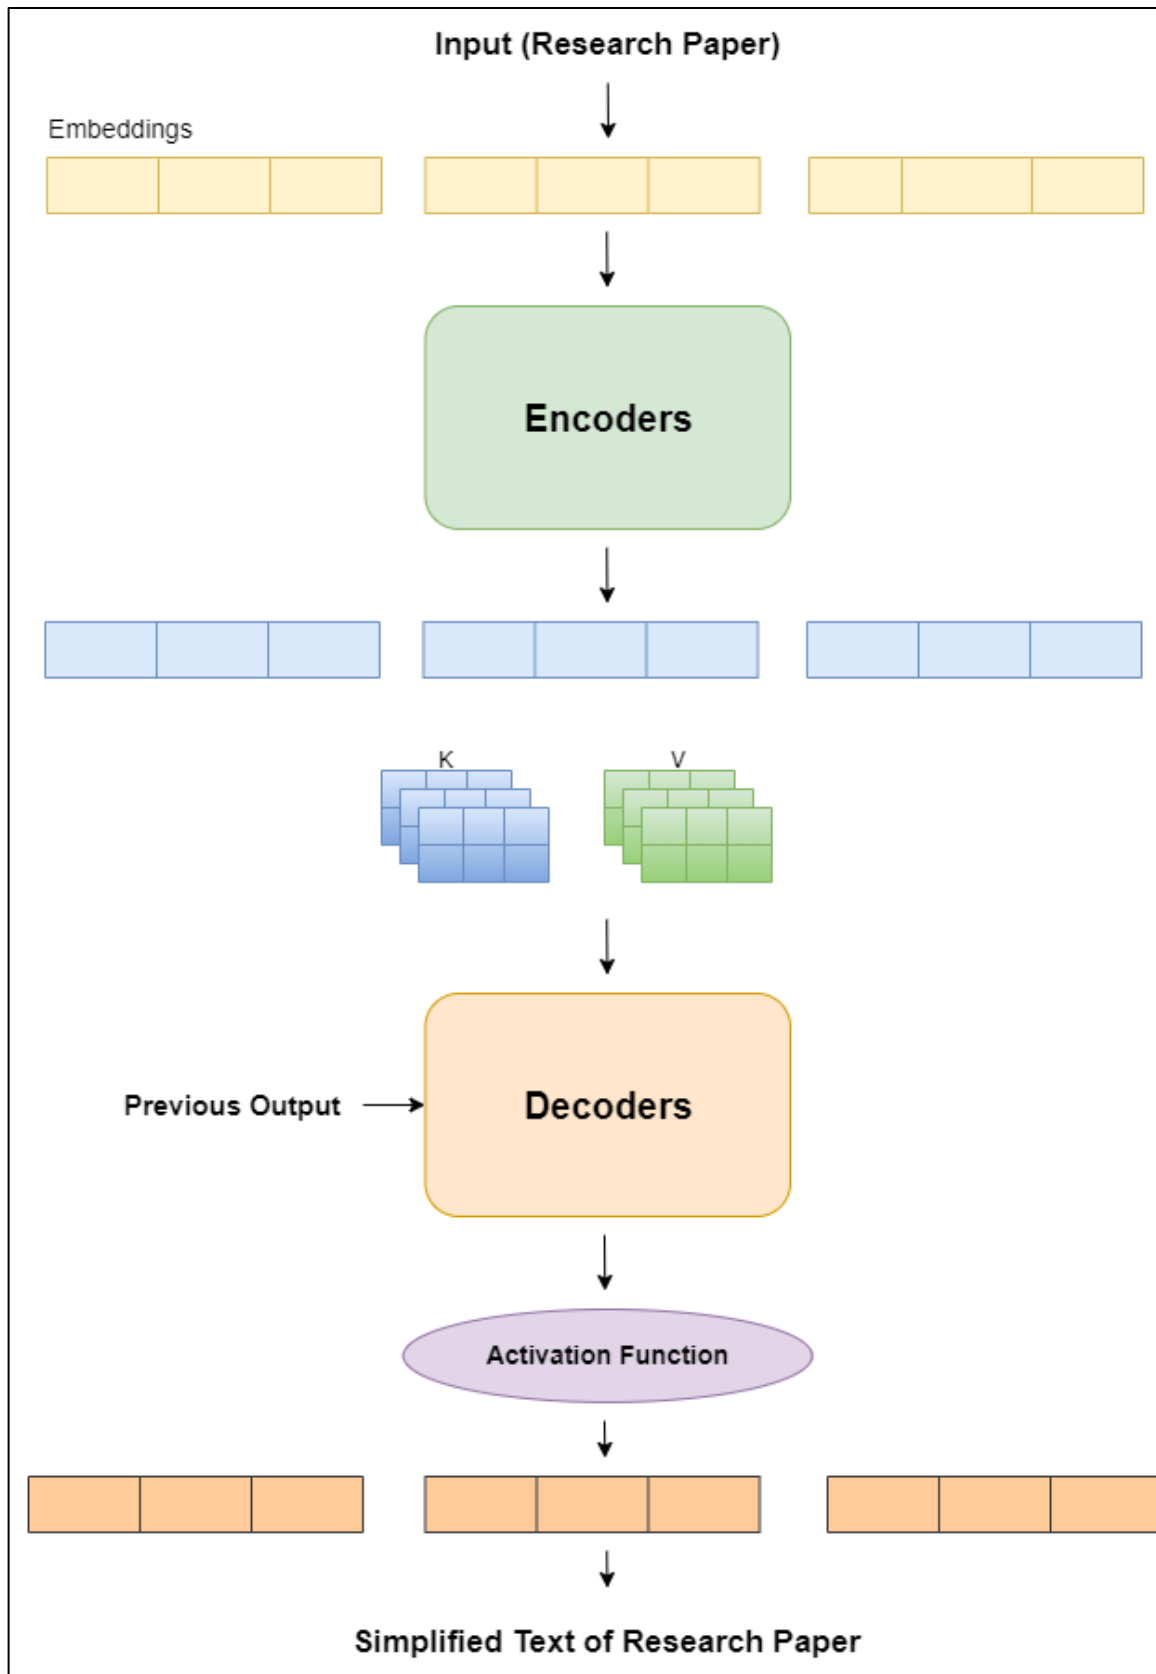 Input (Research Paper)
Embeddings
Encoders
K
V
Previous Output
Decoders
Activation Function
Simplified Text of Research Paper